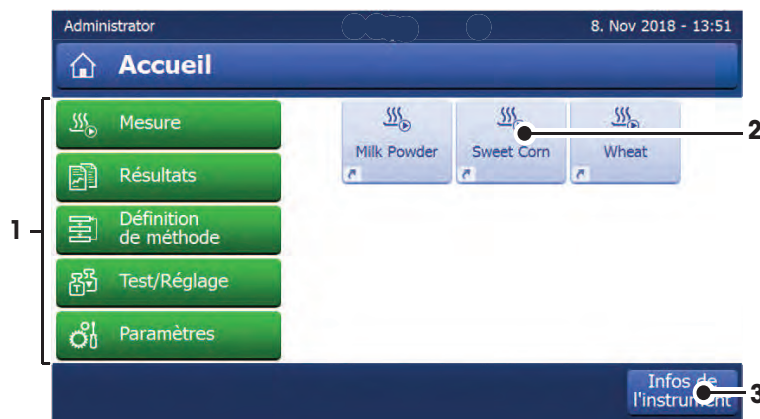 Administrator
8. Nov 2018 - 13:51
Accueil
1
Mesure
Résultats
Définition
de méthode
Test/Réglage
Paramètres
Milk Powder
Sweet Corn
Wheat
2
Infos de
l'instrument
3